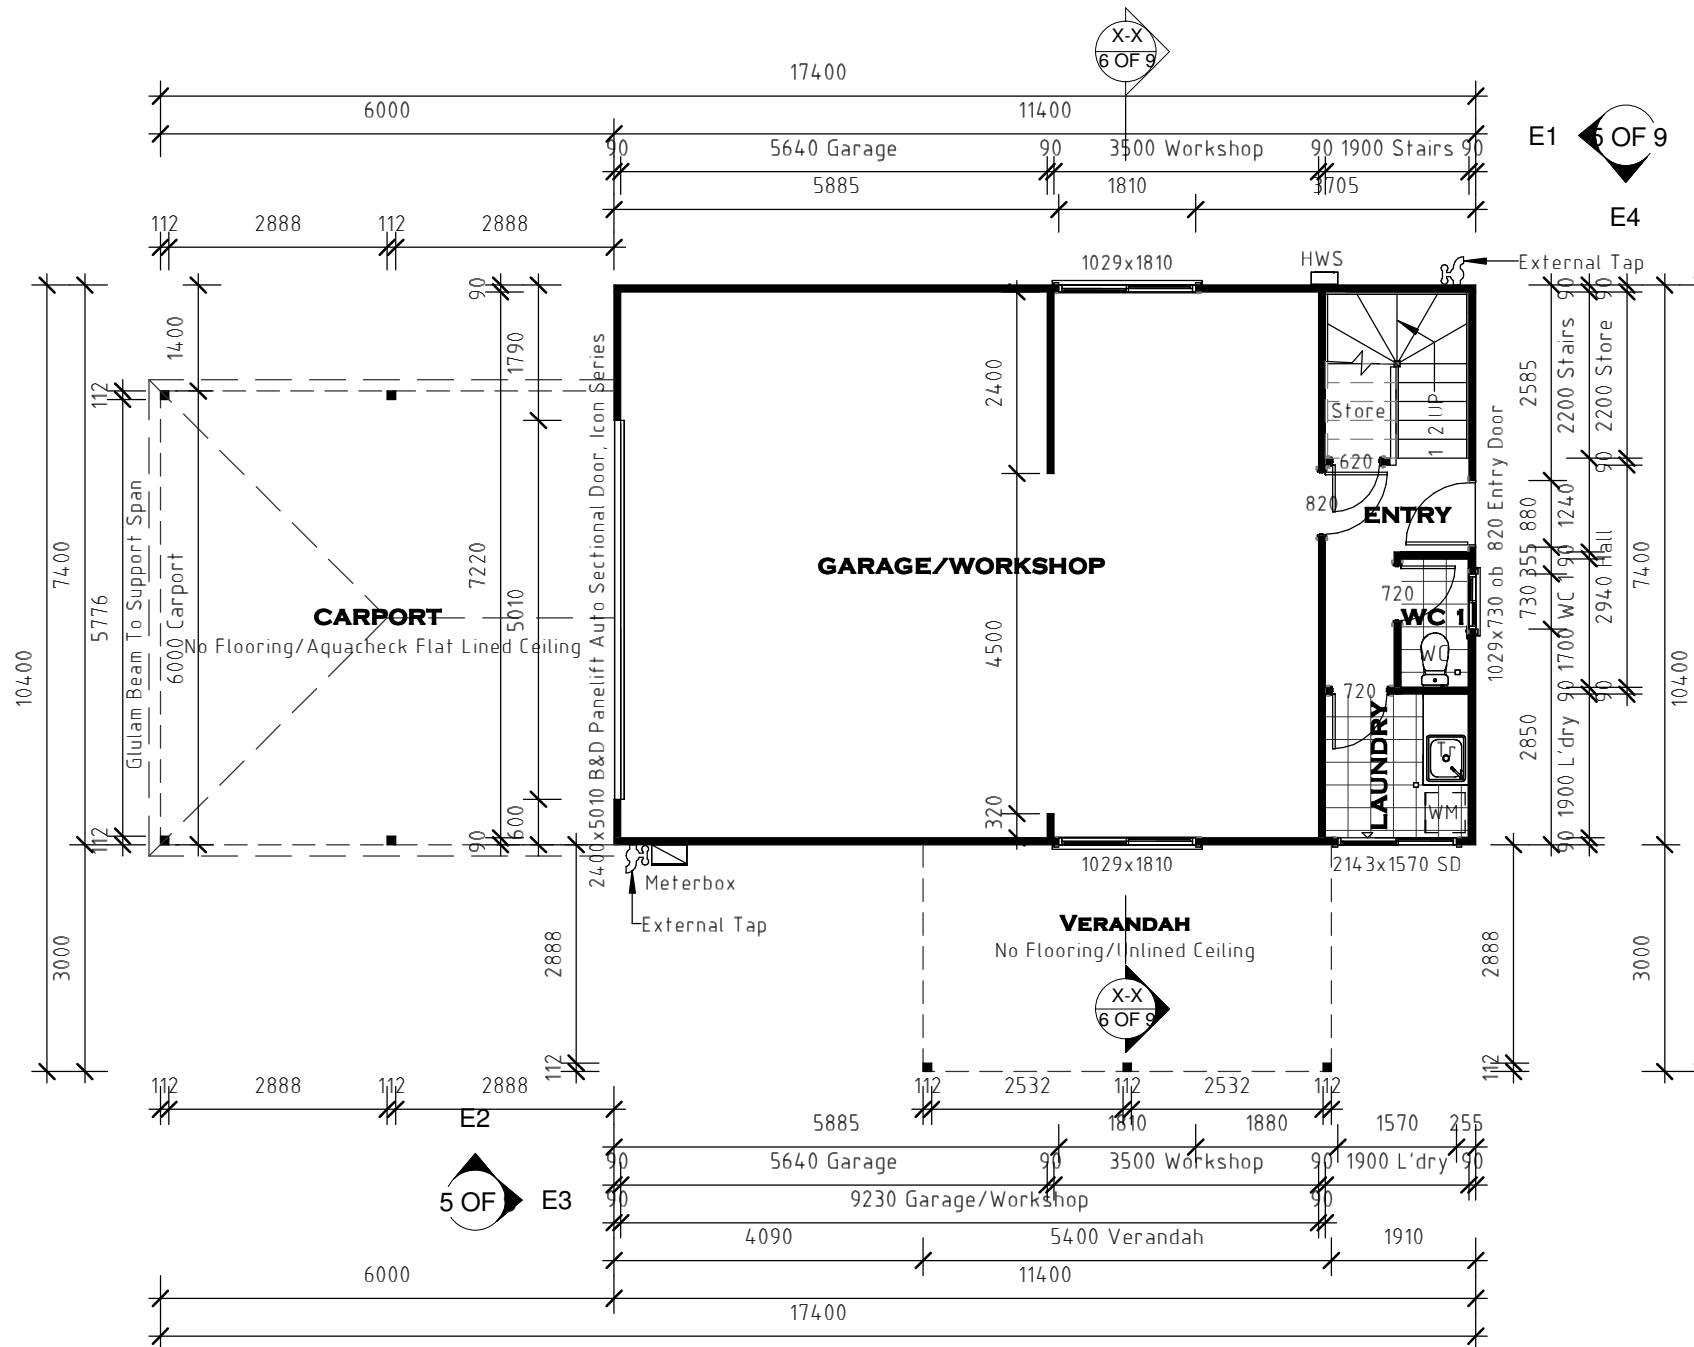 X-X
6 OF 9
17400
6000
11400
90
5640 Garage
90
3500 Workshop
90
1900 Stairs
90
5885
1810
3705
112
2888
112
2888
E1
5 OF 9
E4
1029x1810
HWS
External Tap
10400
7400
3000
112
5776
112
Glulam Beam To Support Span
1400
6000 Carport
90
7220
90
1790
5010
600
2400x5010 B&D Panelift Auto Sectional Door, Icon Series
CARPORT
No Flooring/Aquacheck Flat Lined Ceiling
2400
4500
320
GARAGE/WORKSHOP
Store
1 2 UP
620
820
ENTRY
720
WC 1
WC
720
LAUNDRY
Tr
WM
820 Entry Door
1029x730 ob
2585
880
355
730
2850
90
2200 Stairs
1240
90
1700 WC 1
90
1900 L'dry
90
90
2200 Store
90
2940 Hall
90
7400
3000
10400
Meterbox
External Tap
1029x1810
2143x1570 SD
VERANDAH
No Flooring/Unlined Ceiling
X-X
6 OF 9
2888
112
2888
112
112
2888
112
2888
112
2532
112
2532
112
E2
5 OF
E3
5885
1810
1880
1570
255
90
5640 Garage
90
3500 Workshop
90
1900 L'dry
90
90
9230 Garage/Workshop
90
4090
5400 Verandah
1910
6000
11400
17400